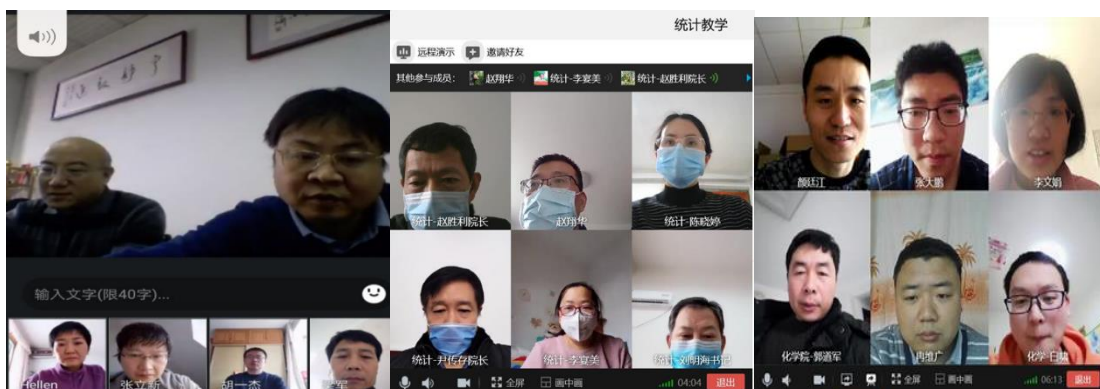 输入文字(限40字)...
Hellen
张立新
胡一杰
军
统计教学
远程演示
邀请好友
其他参与成员:
赵翔华
统计-李宴美
统计-赵胜利院长
统计-赵胜利院长
赵翔华
统计-陈晓婷
统计-尹传存院长
统计-李宴美
统计-刘明海书记
全屏
画中画
04:04
退出
颜廷江
张大鹏
李文娟
化学院-郭酒军
冉维广
化学-白啸
全屏
画中画
06:13
退出